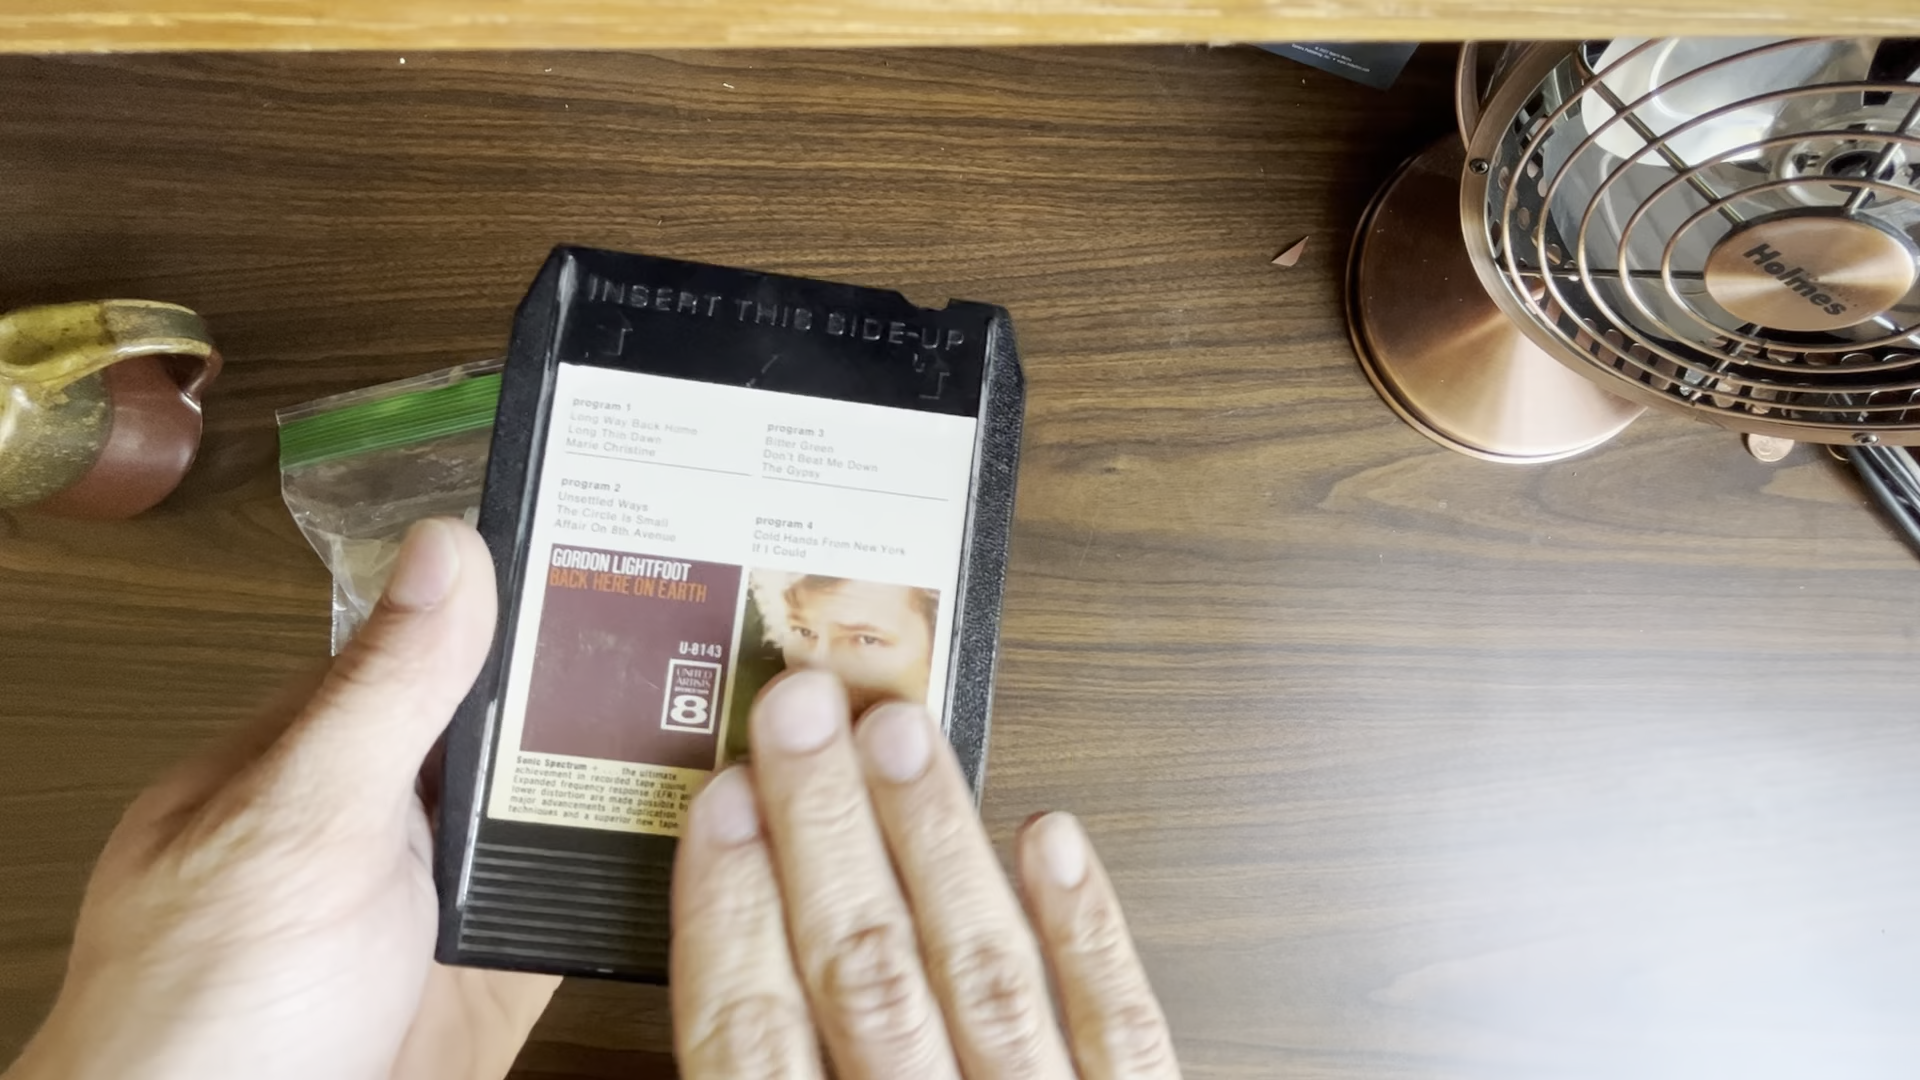 INSERT THIS SIDE-UP
program 1
Long Way Back Home
Long Thin Dawn
Marie Christine
program 2
Unsettled Ways
The Circle Is Small
Affair On 8th Avenue
program 3
Bitter Green
Don't Beat Me Down
The Gypsy
program 4
Cold Hands From New York
If I Could
GORDON LIGHTFOOT
BACK HERE ON EARTH
U-8143
UNITED
ARTISTS
8
Sonic Spectrum + ... the ultimate
achievement in recorded tape sound.
Expanded frequency response (EFR)
lower distortion are made possible by
major advancements in duplication
techniques and a superior new tape
Holmes